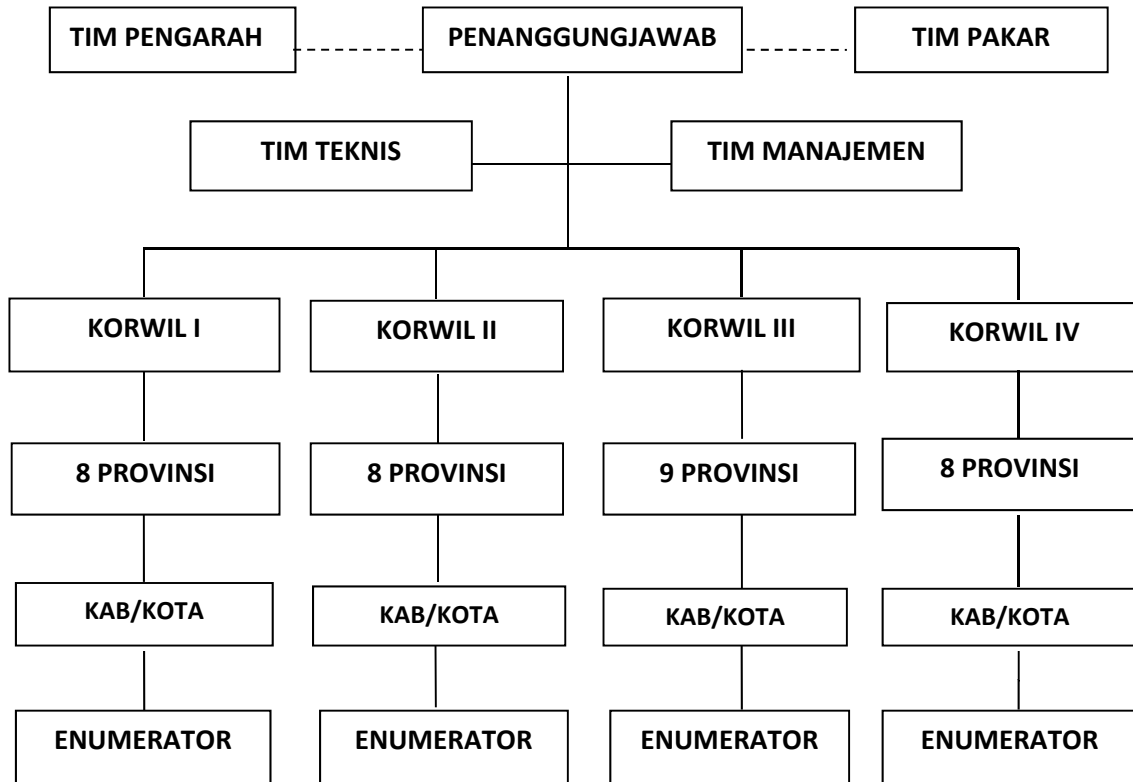 TIM PENGARAH
PENANGGUNGJAWAB
TIM PAKAR
TIM TEKNIS
TIM MANAJEMEN
KORWIL I
KORWIL II
KORWIL III
KORWIL IV
8 PROVINSI
8 PROVINSI
9 PROVINSI
8 PROVINSI
KAB/KOTA
KAB/KOTA
KAB/KOTA
KAB/KOTA
ENUMERATOR
ENUMERATOR
ENUMERATOR
ENUMERATOR